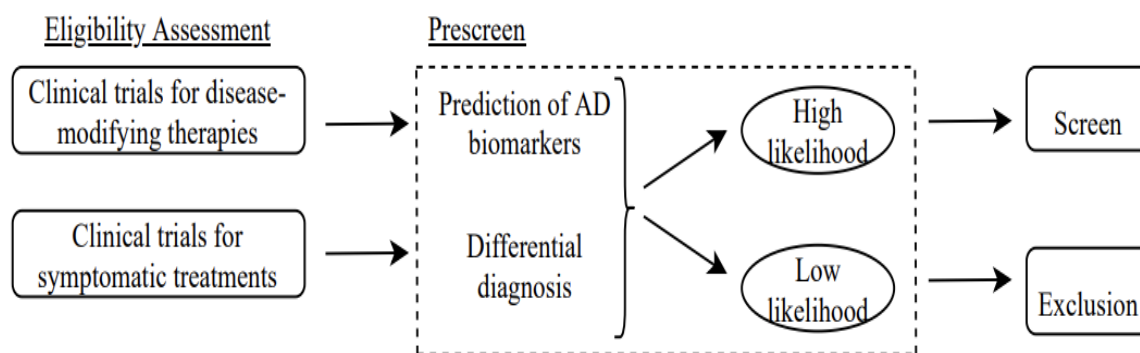 Eligibility Assessment
Prescreen
Clinical trials for disease-
modifying therapies
Prediction of AD
biomarkers
High
likelihood
Screen
Clinical trials for
symptomatic treatments
Differential
diagnosis
Low
likelihood
Exclusion